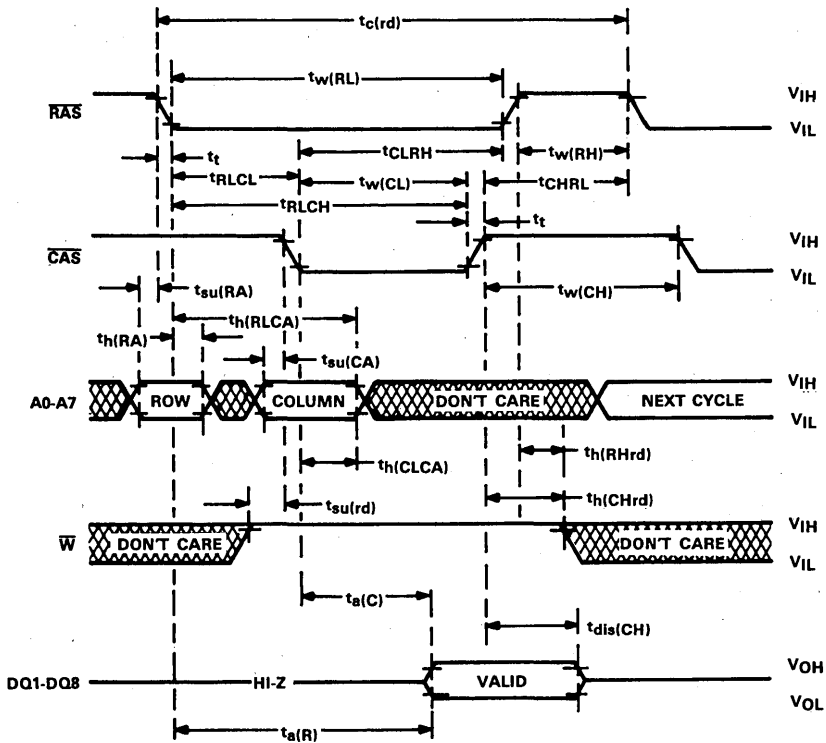 tc(rd)
tw(RL)
RAS
VIH
VIL
tCLRH
tw(RH)
tt
tRLCL
tw(CL)
tCHRL
tRLCH
tt
CAS
VIH
VIL
tsu(RA)
tw(CH)
th(RLCA)
th(RA)
tsu(CA)
A0-A7
ROW
COLUMN
DON'T CARE
NEXT CYCLE
VIH
VIL
th(RHrd)
th(CLCA)
th(CHrd)
tsu(rd)
W
DON'T CARE
DON'T CARE
VIH
VIL
ta(C)
tdis(CH)
DQ1-DQ8
HI-Z
VALID
VOH
VOL
ta(R)